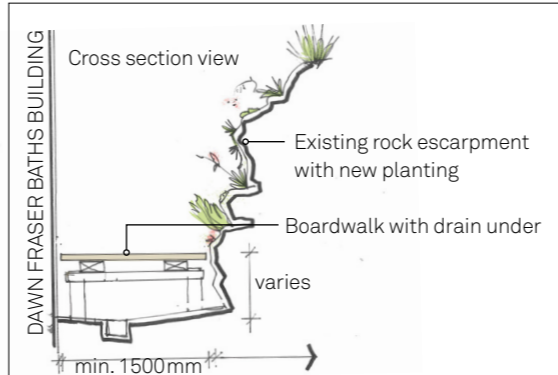 Cross section view
DAWN FRASER BATHS BUILDING
Existing rock escarpment
with new planting
Boardwalk with drain under
varies
min. 1500mm